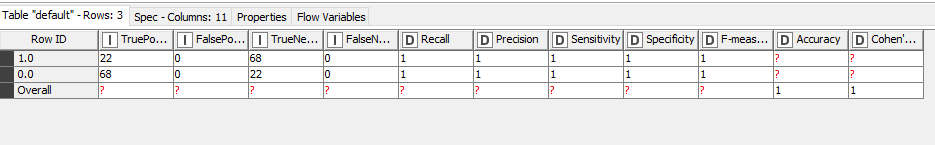 Table "default" - Rows: 3 Spec - Columns: 11 Properties Flow Variables
Row ID I TruePo... I FalsePo... I TrueNe... I FalseN... D Recall D Precision D Sensitivity D Specificity D F-meas... D Accuracy D Cohen'...
1.0 22 0 68 0 1 1 1 1 1 ? ?
0.0 68 0 22 0 1 1 1 1 1 ? ?
Overall ? ? ? ? ? ? ? ? ? 1 1